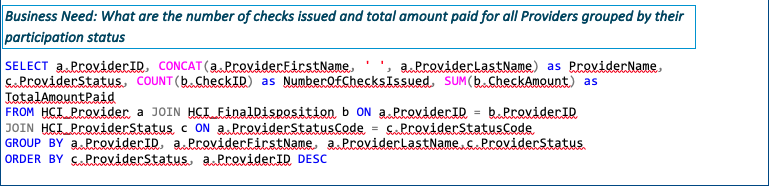 Business Need: What are the number of checks issued and total amount paid for all Providers grouped by their
participation status
SELECT a.ProviderID, CONCAT(a.ProviderFirstName, ' ', a.ProviderLastName) as ProviderName,
c.ProviderStatus, COUNT(b.CheckID) as NumberOfChecksIssued, SUM(b.CheckAmount) as
TotalAmountPaid
FROM HCI_Provider a JOIN HCI_FinalDisposition b ON a.ProviderID = b.ProviderID
JOIN HCI_ProviderStatus c ON a.ProviderStatusCode = c.ProviderStatusCode
GROUP BY a.ProviderID, a.ProviderFirstName, a.ProviderLastName,c.ProviderStatus
ORDER BY c.ProviderStatus, a.ProviderID DESC